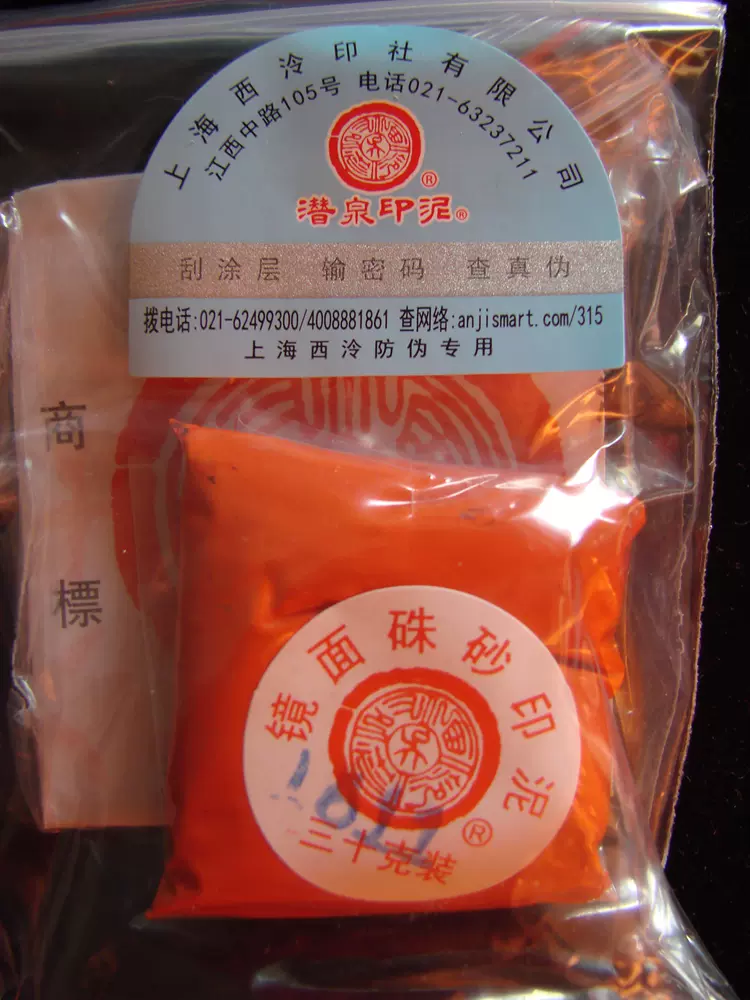 上海西泠印社有限公司
江西中路105号 电话021-63237211
®
潜泉印泥®
刮涂层 输密码 查真伪
拨电话:021-62499300/4008881861 查网络:anjismart.com/315
上海西泠防伪专用
商
標
镜面硃砂印泥
®
三十克装